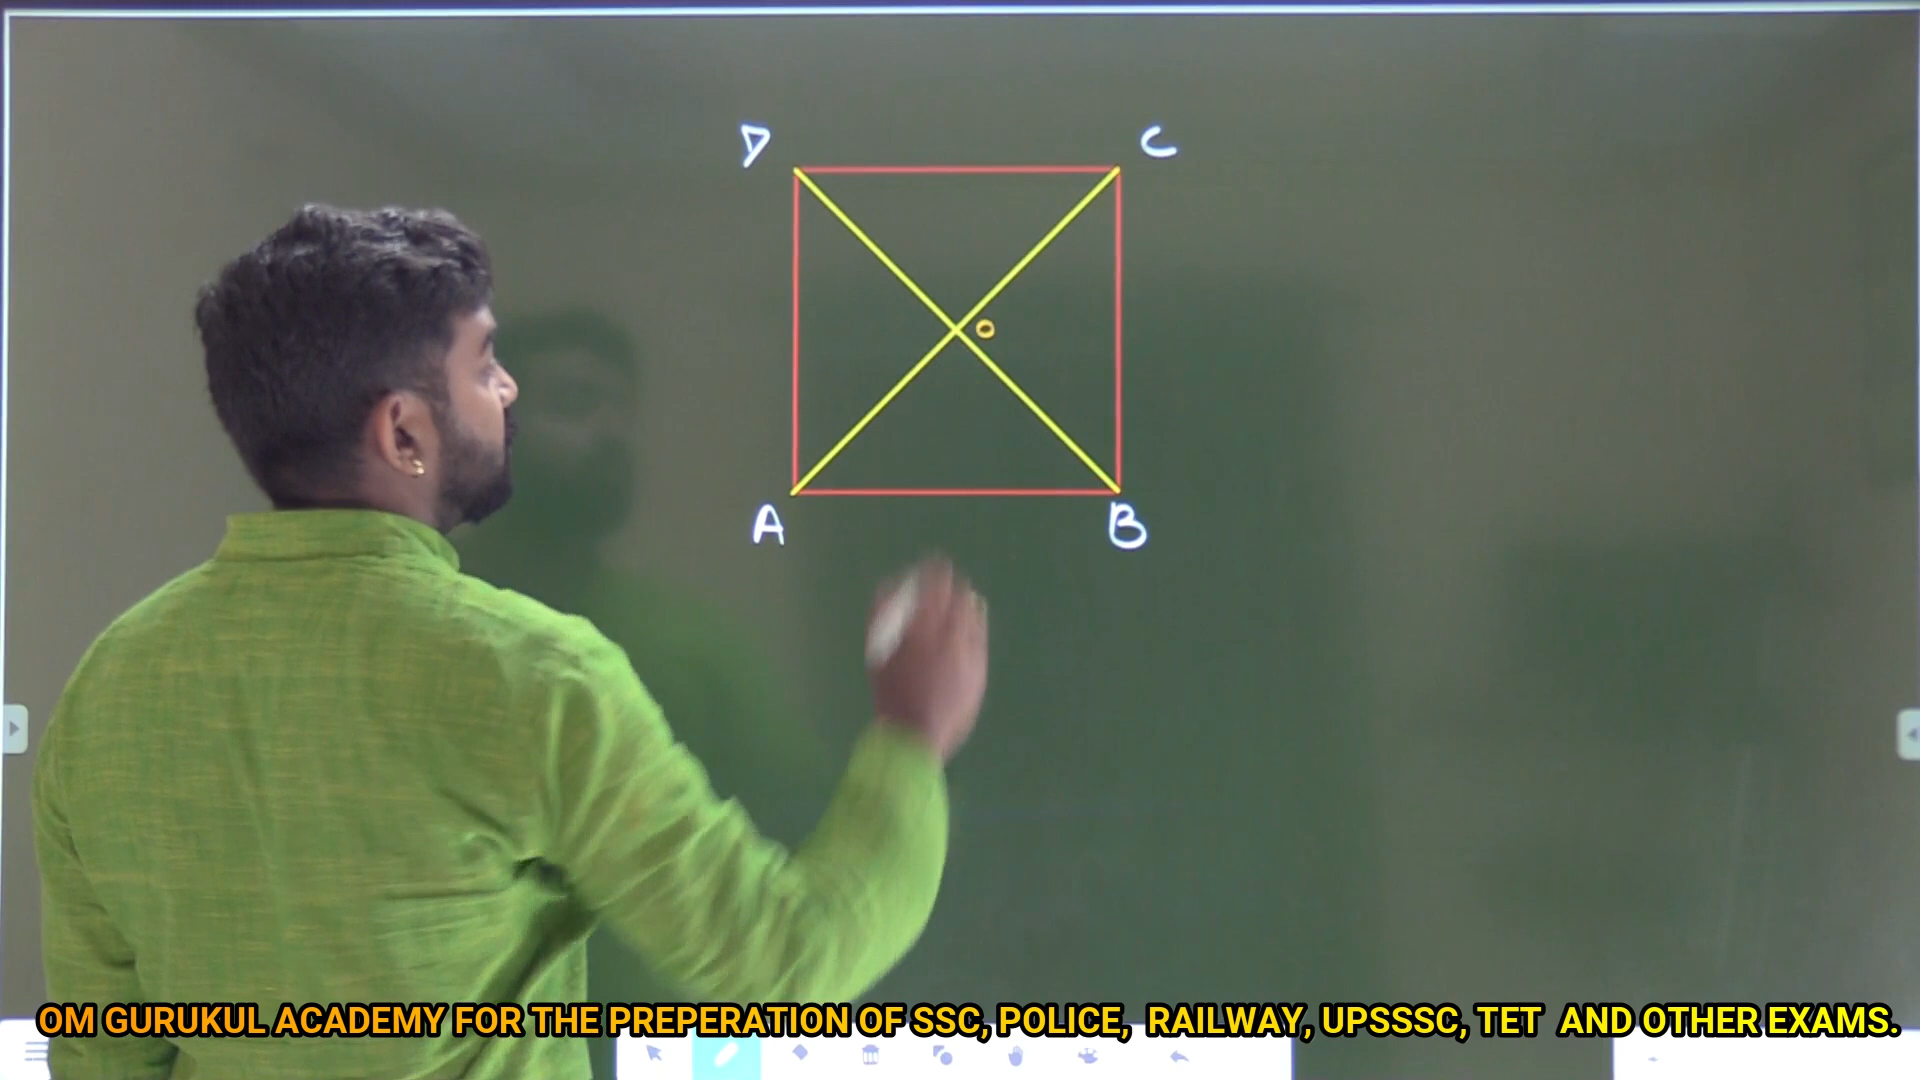 D C
O
A B
OM GURUKUL ACADEMY FOR THE PREPERATION OF SSC, POLICE, RAILWAY, UPSSSC, TET AND OTHER EXAMS.